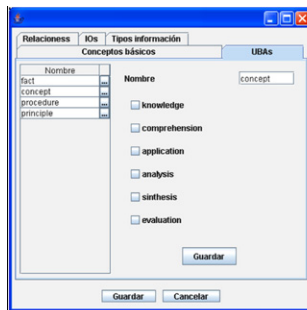 Relacioness IOs Tipos información
Conceptos básicos UBAs
Nombre
fact ...
concept ...
procedure ...
principle ...
Nombre concept
knowledge
comprehension
application
analysis
sinthesis
evaluation
Guardar
Guardar Cancelar